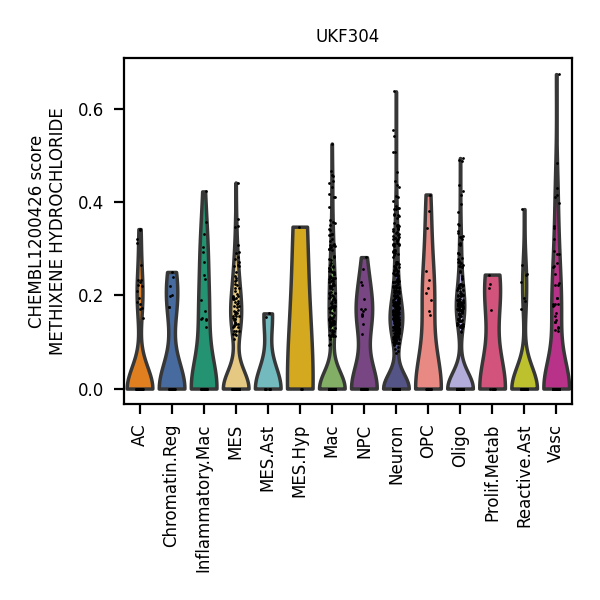 UKF304
CHEMBL1200426 score
METHIXENE HYDROCHLORIDE
0.6
0.4
0.2
0.0
AC
Chromatin.Reg
Inflammatory.Mac
MES
MES.Ast
MES.Hyp
Mac
NPC
Neuron
OPC
Oligo
Prolif.Metab
Reactive.Ast
Vasc